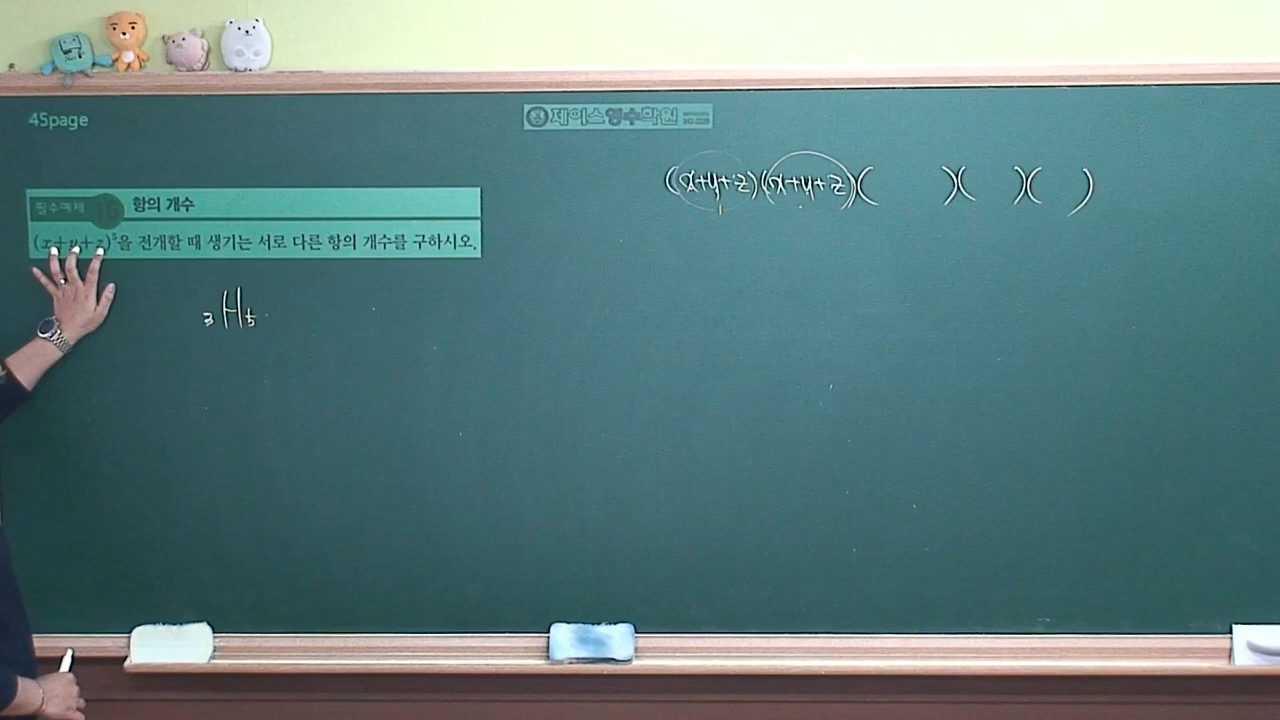 45page
제이스영수학원
(x+y+z)(x+y+z)( )( )( )
필수예제 15 항의 개수
(x+y+z)⁵을 전개할 때 생기는 서로 다른 항의 개수를 구하시오.
₃H₅